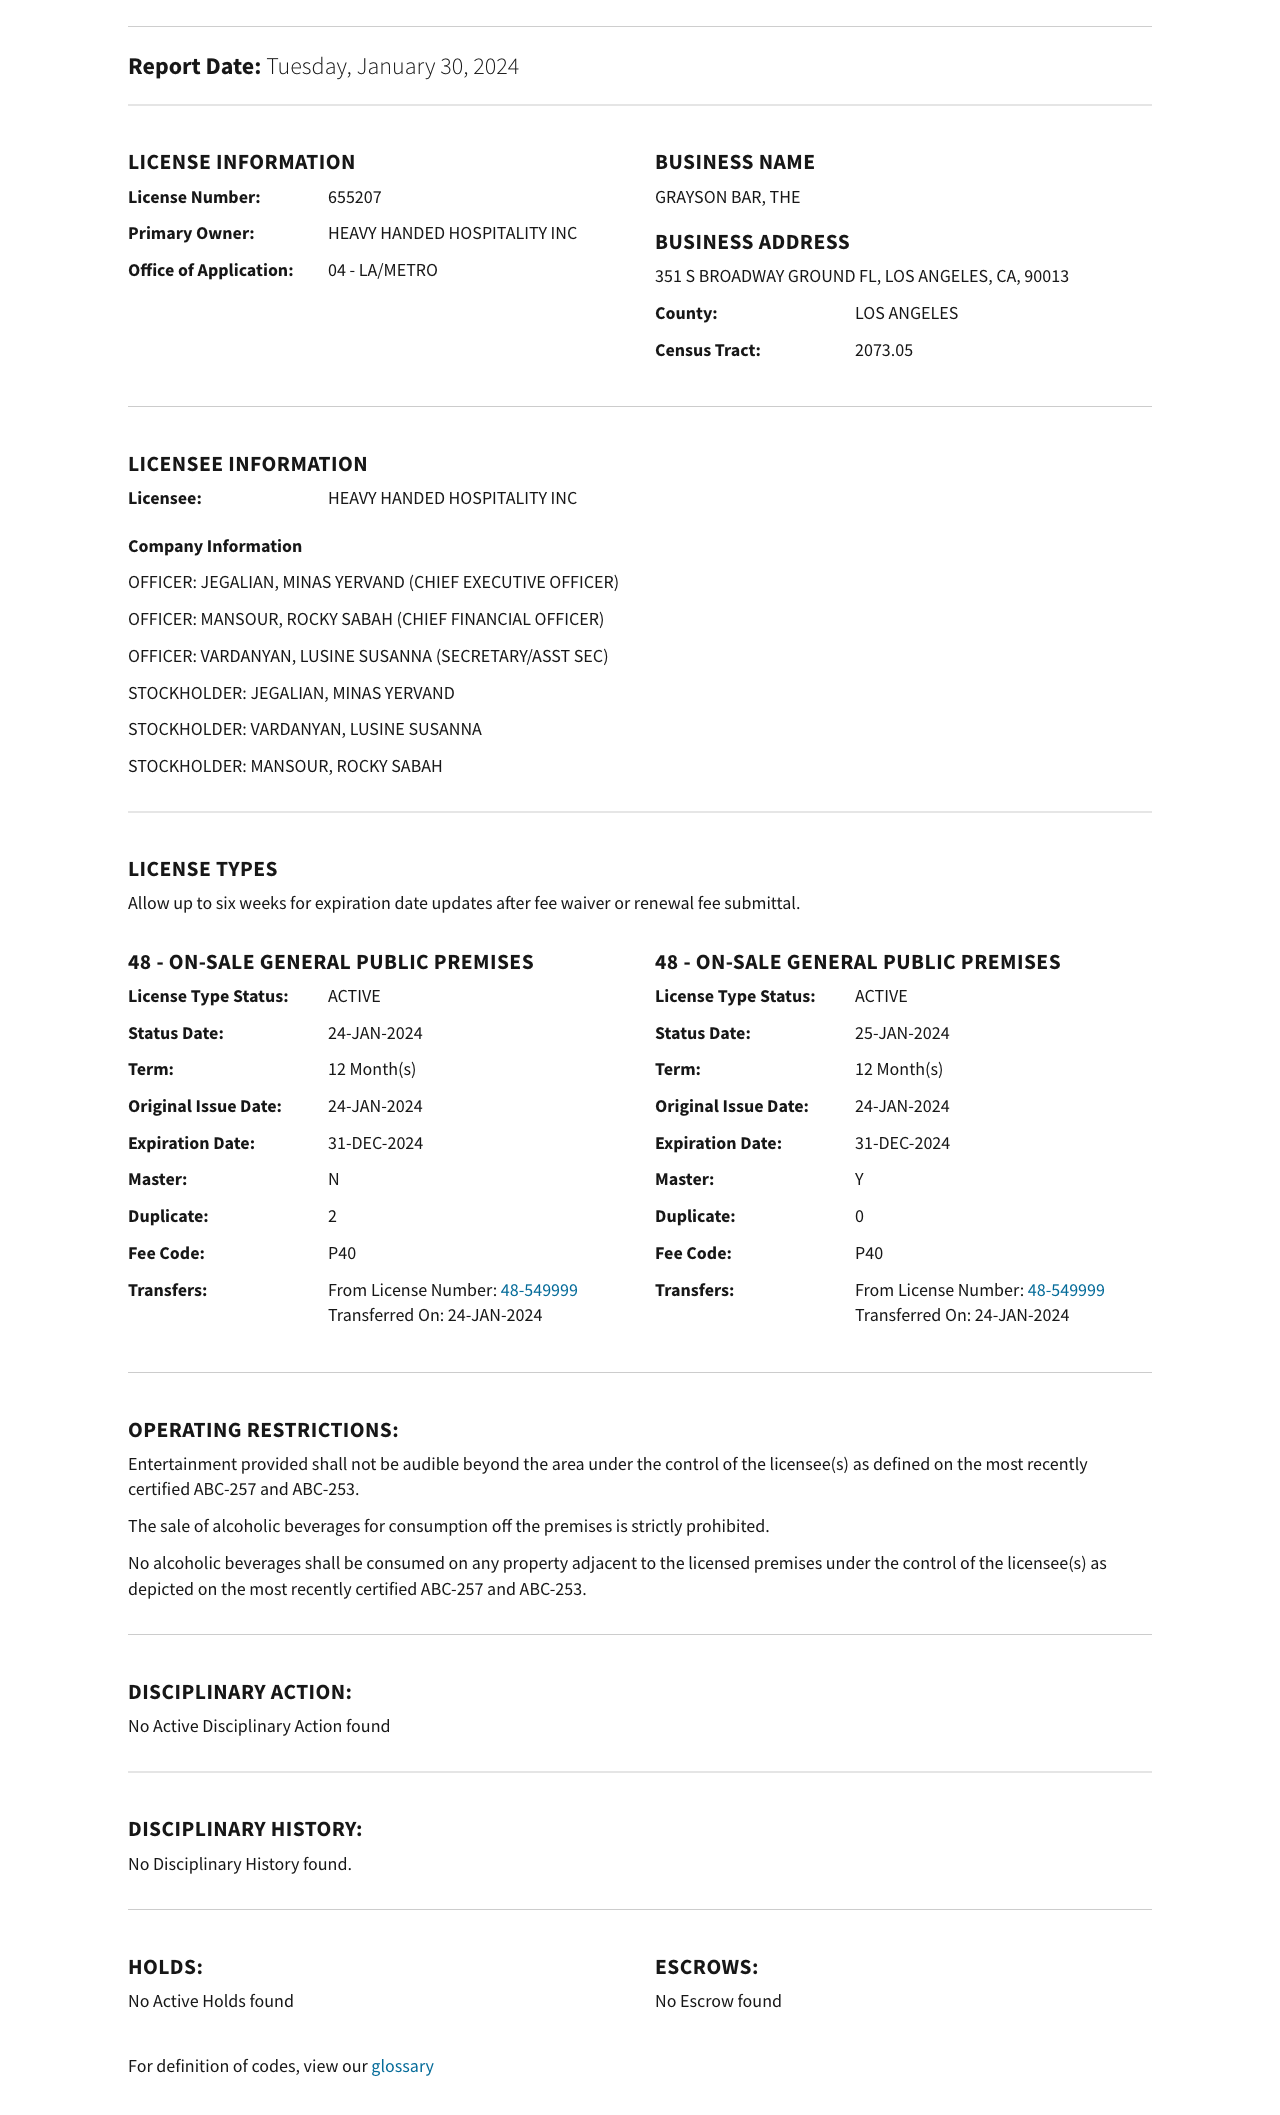 Report Date: Tuesday, January 30, 2024
LICENSE INFORMATION
License Number: 655207
Primary Owner: HEAVY HANDED HOSPITALITY INC
Office of Application: 04 - LA/METRO
BUSINESS NAME
GRAYSON BAR, THE
BUSINESS ADDRESS
351 S BROADWAY GROUND FL, LOS ANGELES, CA, 90013
County: LOS ANGELES
Census Tract: 2073.05
LICENSEE INFORMATION
Licensee: HEAVY HANDED HOSPITALITY INC
Company Information
OFFICER: JEGALIAN, MINAS YERVAND (CHIEF EXECUTIVE OFFICER)
OFFICER: MANSOUR, ROCKY SABAH (CHIEF FINANCIAL OFFICER)
OFFICER: VARDANYAN, LUSINE SUSANNA (SECRETARY/ASST SEC)
STOCKHOLDER: JEGALIAN, MINAS YERVAND
STOCKHOLDER: VARDANYAN, LUSINE SUSANNA
STOCKHOLDER: MANSOUR, ROCKY SABAH
LICENSE TYPES
Allow up to six weeks for expiration date updates after fee waiver or renewal fee submittal.
48 - ON-SALE GENERAL PUBLIC PREMISES
License Type Status: ACTIVE
Status Date: 24-JAN-2024
Term: 12 Month(s)
Original Issue Date: 24-JAN-2024
Expiration Date: 31-DEC-2024
Master: N
Duplicate: 2
Fee Code: P40
Transfers: From License Number: 48-549999
Transferred On: 24-JAN-2024
48 - ON-SALE GENERAL PUBLIC PREMISES
License Type Status: ACTIVE
Status Date: 25-JAN-2024
Term: 12 Month(s)
Original Issue Date: 24-JAN-2024
Expiration Date: 31-DEC-2024
Master: Y
Duplicate: 0
Fee Code: P40
Transfers: From License Number: 48-549999
Transferred On: 24-JAN-2024
OPERATING RESTRICTIONS:
Entertainment provided shall not be audible beyond the area under the control of the licensee(s) as defined on the most recently
certified ABC-257 and ABC-253.
The sale of alcoholic beverages for consumption off the premises is strictly prohibited.
No alcoholic beverages shall be consumed on any property adjacent to the licensed premises under the control of the licensee(s) as
depicted on the most recently certified ABC-257 and ABC-253.
DISCIPLINARY ACTION:
No Active Disciplinary Action found
DISCIPLINARY HISTORY:
No Disciplinary History found.
HOLDS:
No Active Holds found
ESCROWS:
No Escrow found
For definition of codes, view our glossary